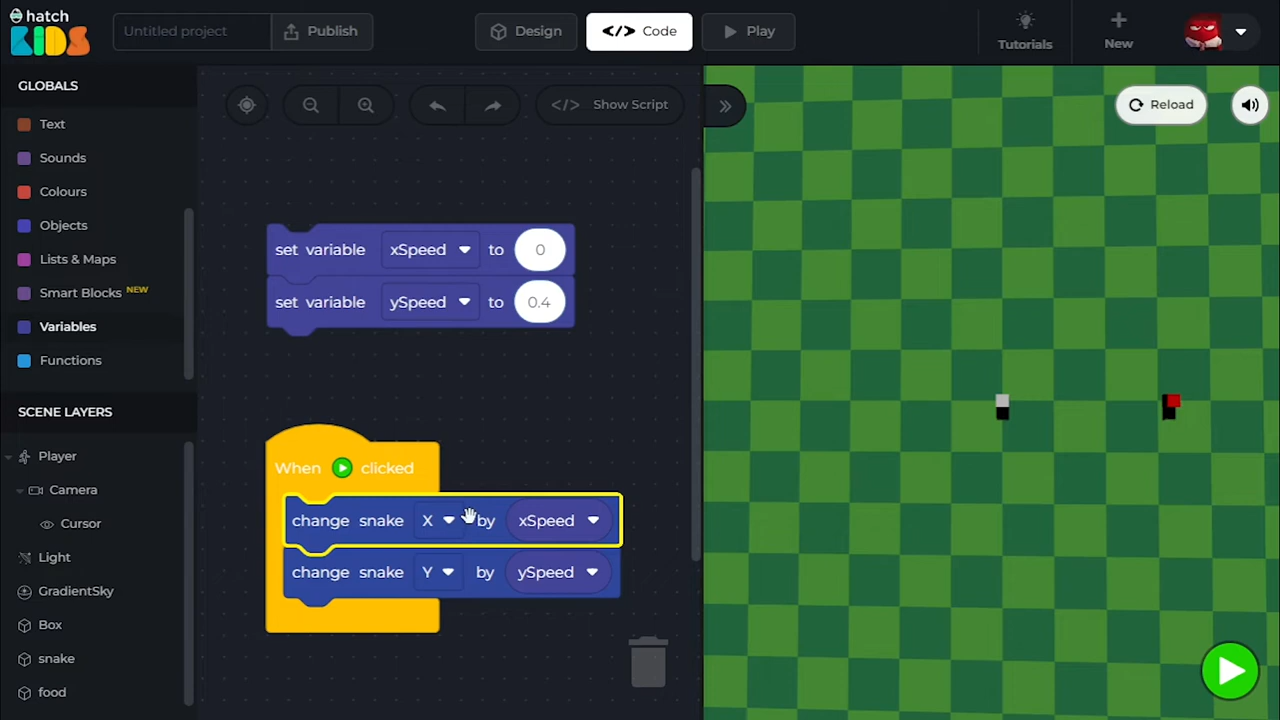 hatch
KIDS
Untitled project
Publish
Design
</> Code
Play
Tutorials
New
GLOBALS
Text
Sounds
Colours
Objects
Lists & Maps
Smart Blocks NEW
Variables
Functions
SCENE LAYERS
Player
Camera
Cursor
Light
GradientSky
Box
snake
food
</> Show Script
Reload
set variable xSpeed to 0
set variable ySpeed to 0.4
When clicked
change snake X by xSpeed
change snake Y by ySpeed